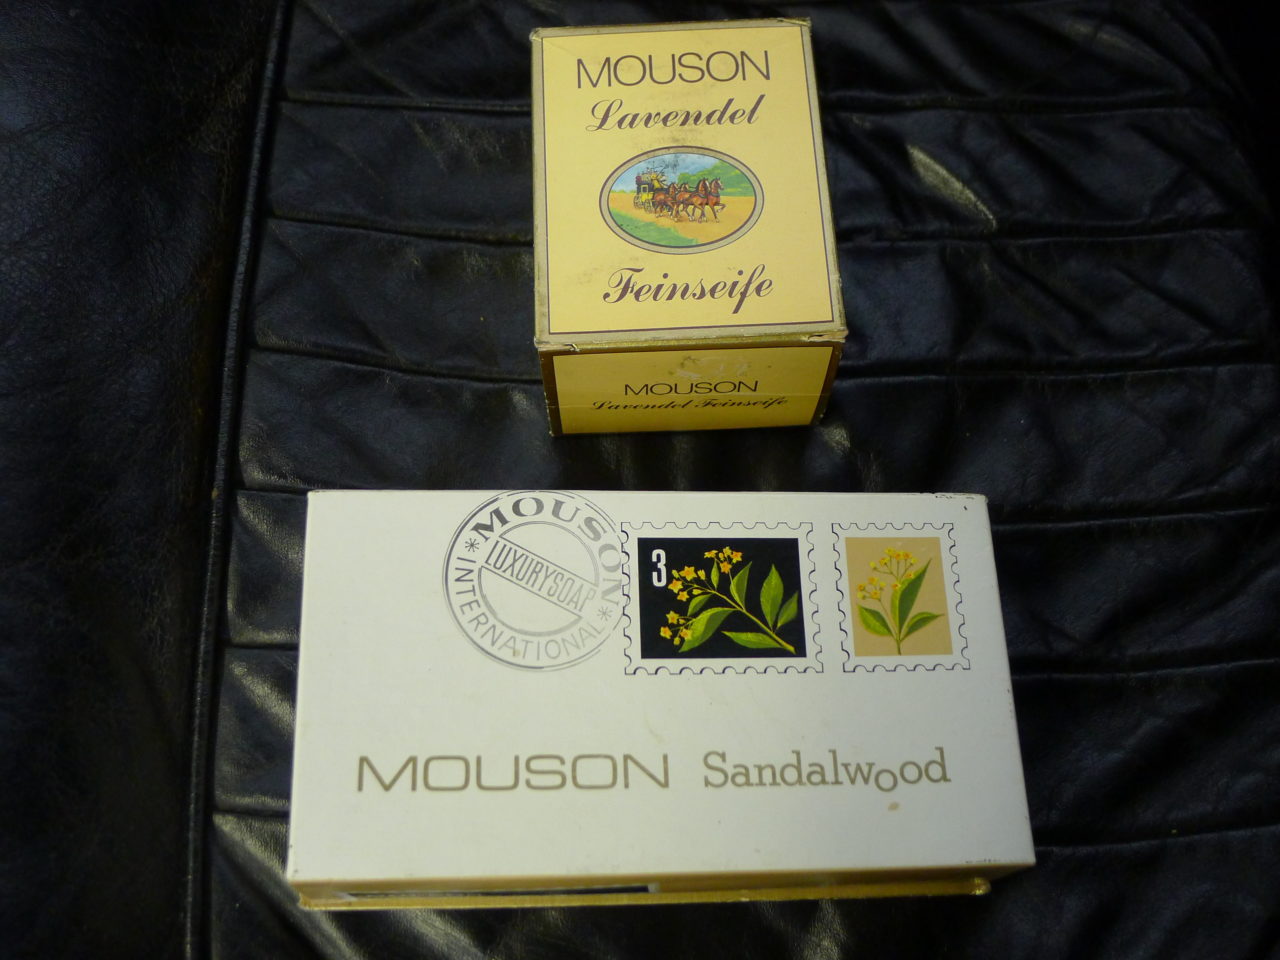 MOUSON
Lavendel
Feinseife
MOUSON
Lavendel Feinseife
MOUSON
INTERNATIONAL
LUXURYSOAP
3
MOUSON Sandalwood